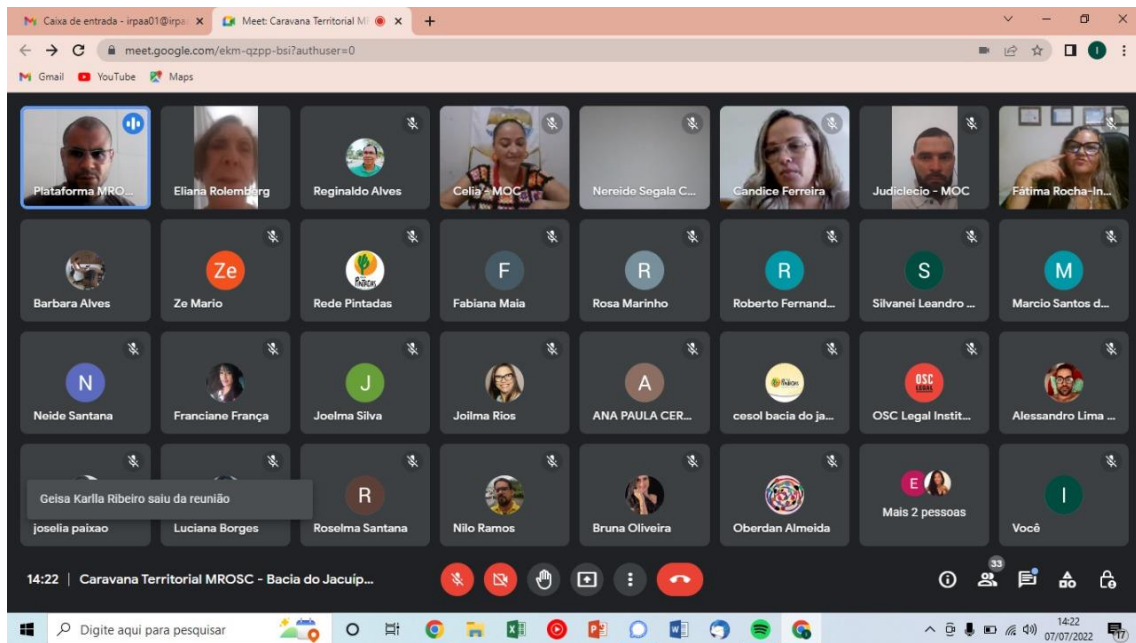 Caixa de entrada - irpaa01@irpa
Meet: Caravana Territorial M
meet.google.com/ekm-qzpp-bsi?authuser=0
I
Gmail YouTube Maps
Plataforma MRO...
Eliana Rolemberg
Reginaldo Alves
Celia - MOC
Nereide Segala C...
Candice Ferreira
Judiclecio - MOC
Fátima Rocha-In...
Ze
PINTADAS
F
R
R
S
M
Barbara Alves
Ze Mario
Rede Pintadas
Fabiana Maia
Rosa Marinho
Roberto Fernand...
Silvanei Leandro ...
Marcio Santos d...
N
J
A
OSC
LEGAL
Neide Santana
Franciane França
Joelma Silva
Joilma Rios
ANA PAULA CER...
cesol bacia do ja...
OSC Legal Instit...
Alessandro Lima ...
Geisa Karlla Ribeiro saiu da reunião
R
E
Mais 2 pessoas
I
joselia paixao
Luciana Borges
Roselma Santana
Nilo Ramos
Bruna Oliveira
Oberdan Almeida
Você
14:22 | Caravana Territorial MROSC - Bacia do Jacuíp...
33
Digite aqui para pesquisar
14:22
07/07/2022
17